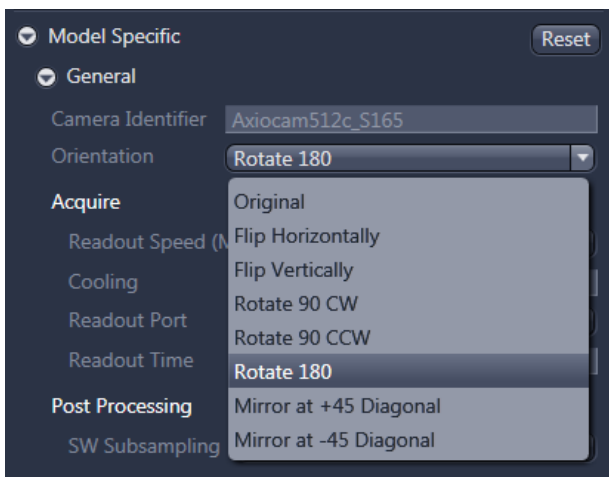 Model Specific Reset
General
Camera Identifier Axiocam512c_S165
Orientation Rotate 180
Original
Acquire
Flip Horizontally
Readout Speed (
Flip Vertically
Cooling
Rotate 90 CW
Readout Port
Rotate 90 CCW
Readout Time
Rotate 180
Post Processing
Mirror at +45 Diagonal
SW Subsampling
Mirror at -45 Diagonal